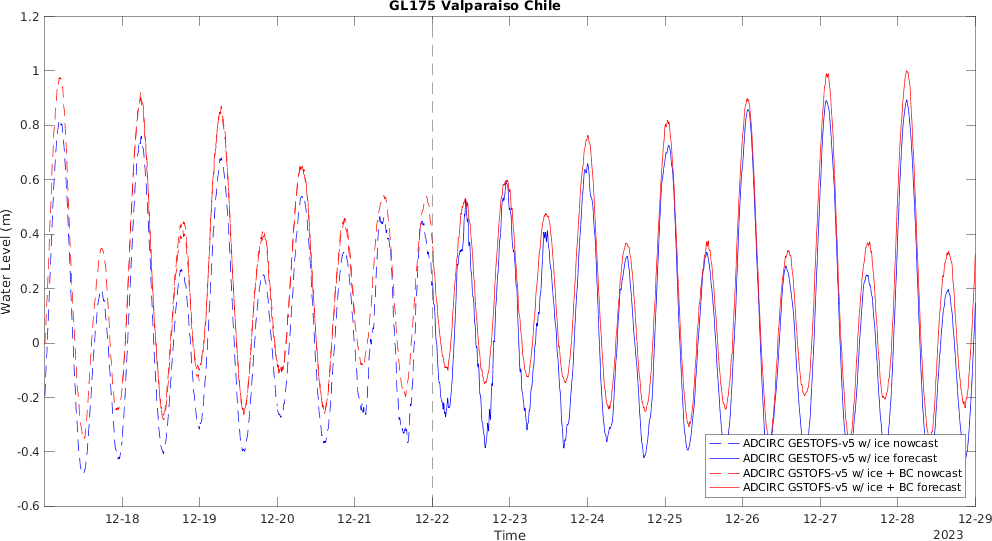 GL175 Valparaiso Chile
1.2
1
0.8
0.6
0.4
0.2
0
-0.2
-0.4
-0.6
Water Level (m)
ADCIRC GESTOFS-v5 w/ ice nowcast
ADCIRC GESTOFS-v5 w/ ice forecast
ADCIRC GSTOFS-v5 w/ ice + BC nowcast
ADCIRC GSTOFS-v5 w/ ice + BC forecast
12-18 12-19 12-20 12-21 12-22 12-23 12-24 12-25 12-26 12-27 12-28 12-29
Time 2023